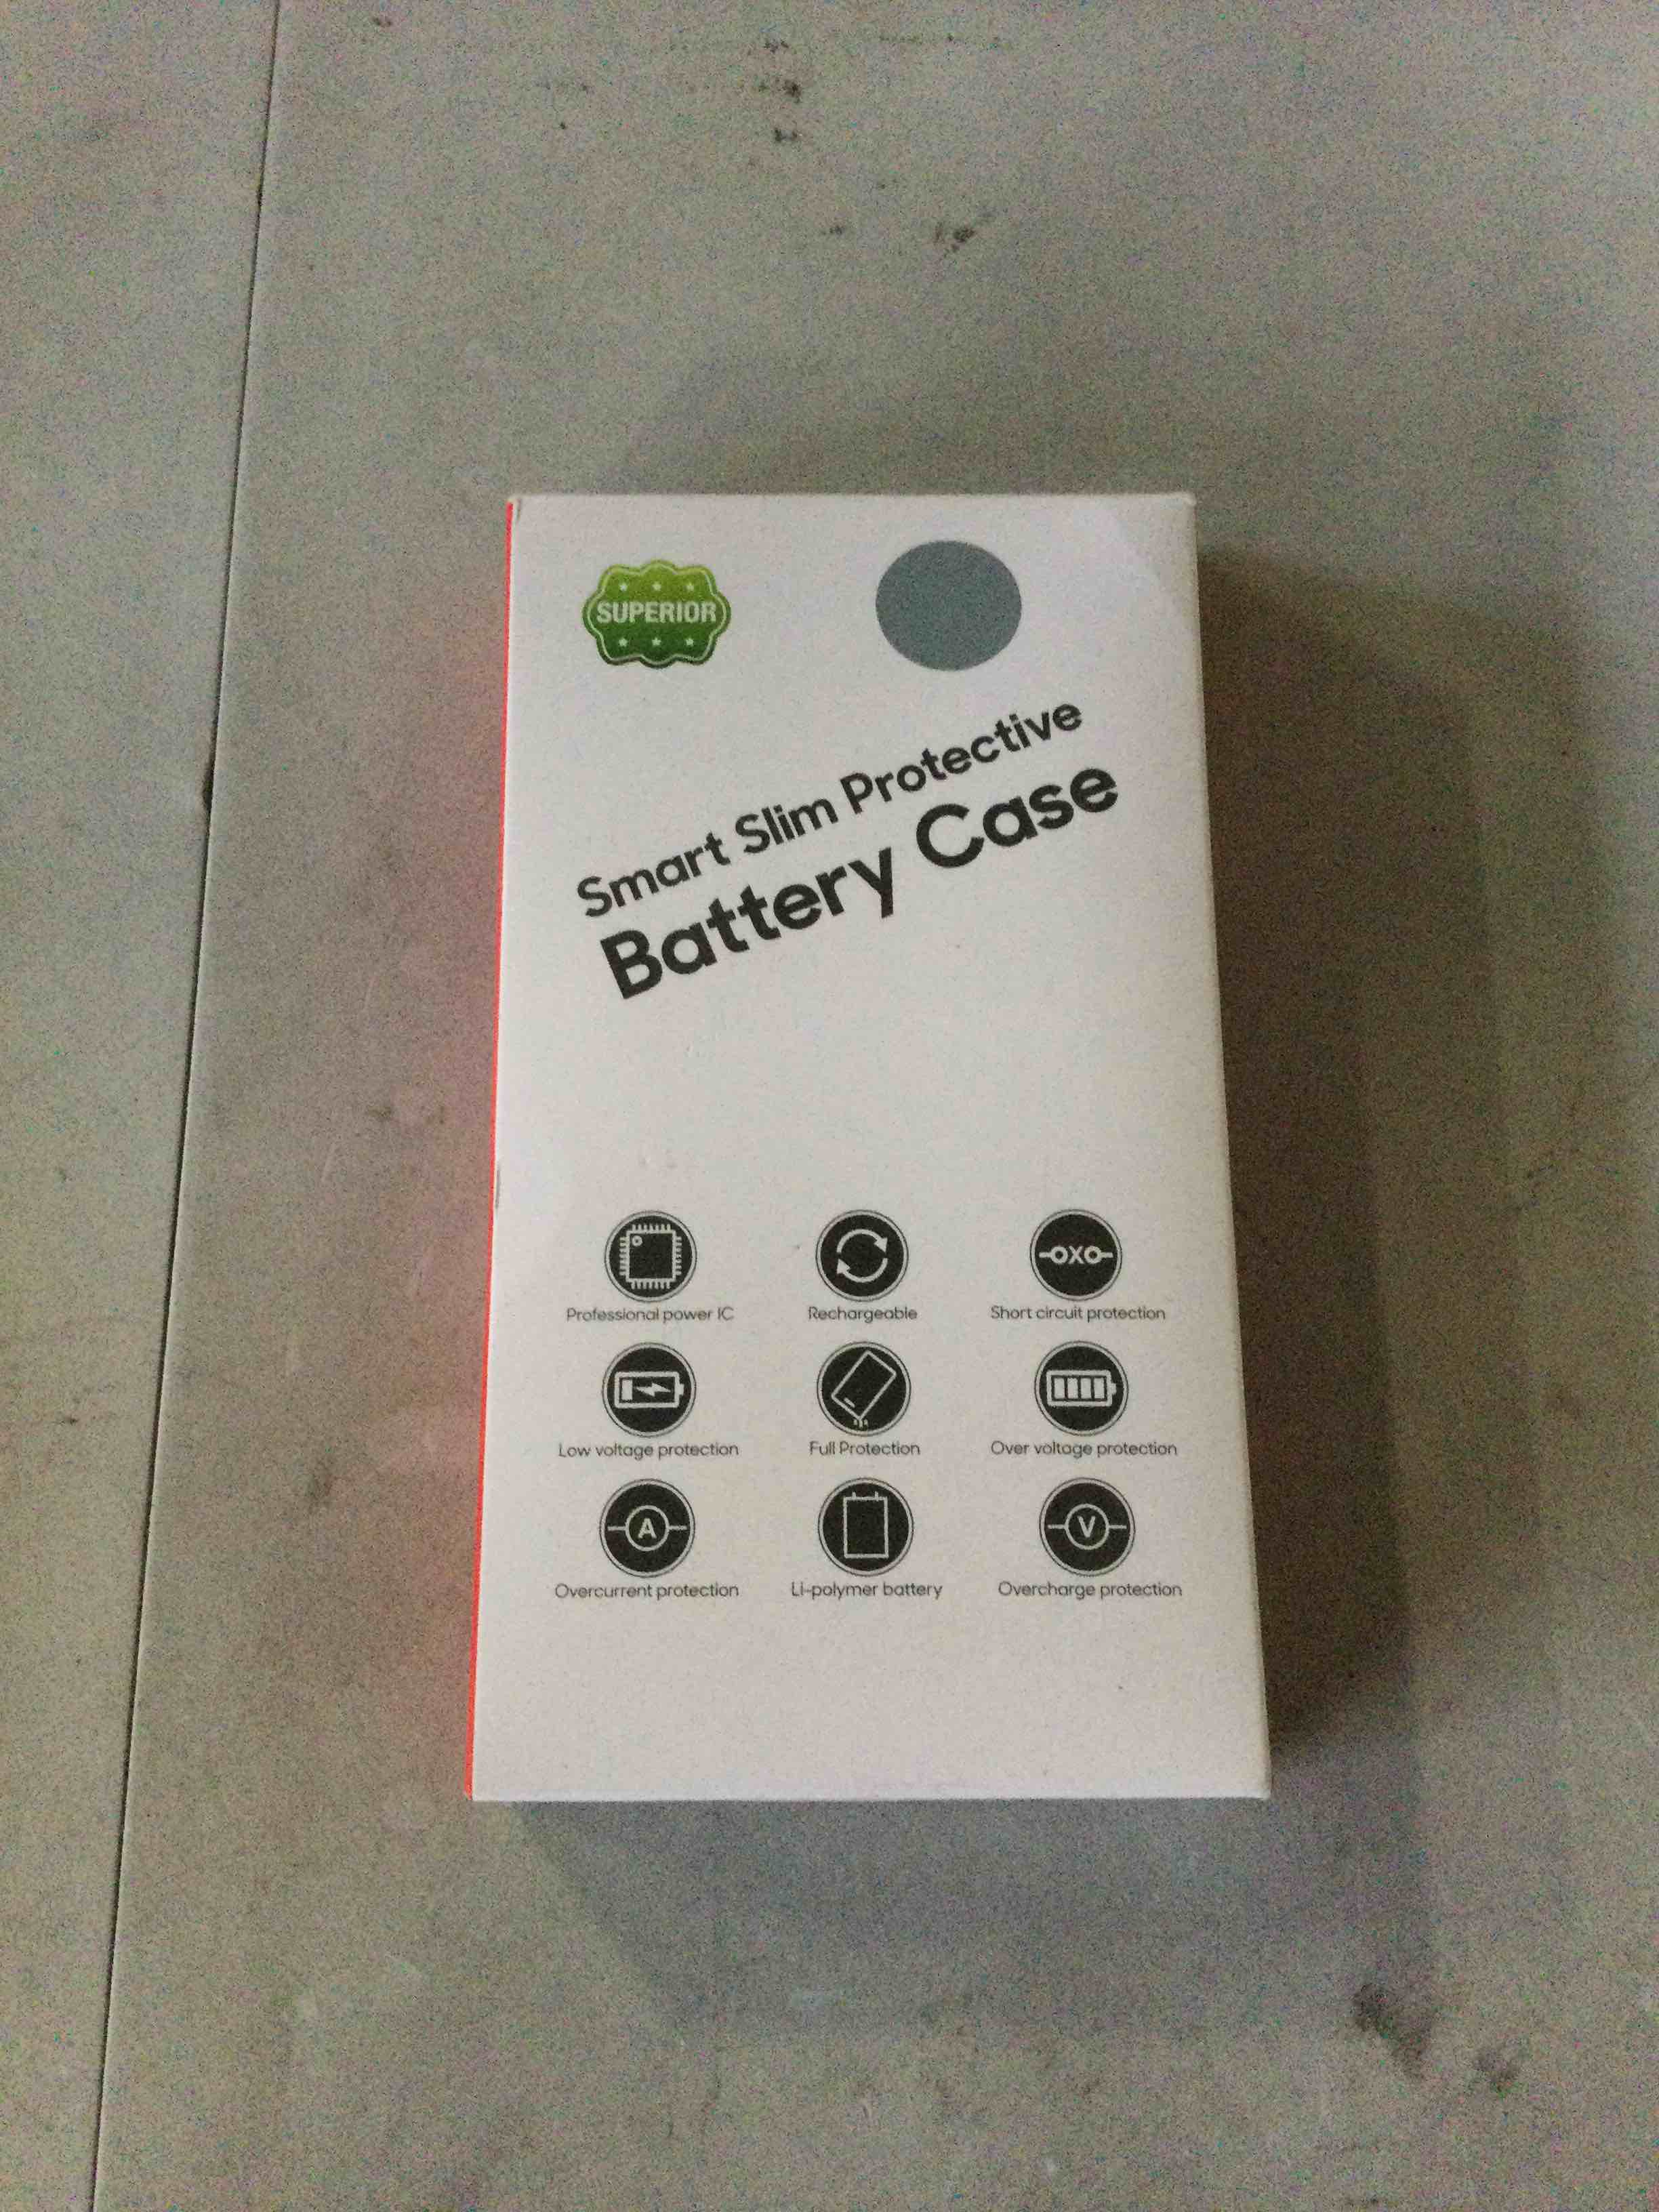 SUPERIOR
Smart Slim Protective
Battery Case
Professional power IC
Rechargeable
OXO
Short circuit protection
Low voltage protection
Full Protection
Over voltage protection
A
Overcurrent protection
Li-polymer battery
V
Overcharge protection